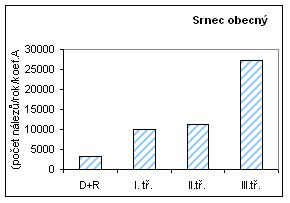 Srnec obecný
(počet nálezů/rok/koef.A
30000
25000
20000
15000
10000
5000
0
D+R I. tř. II.tř. III.tř.